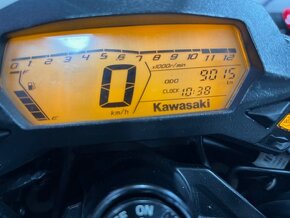 0 1 2 3 4 5 6 7 8 9 10 11 12
x1000r/min
ODO 9015
km
0
CLOCK 10:38
km/h
Kawasaki
ON